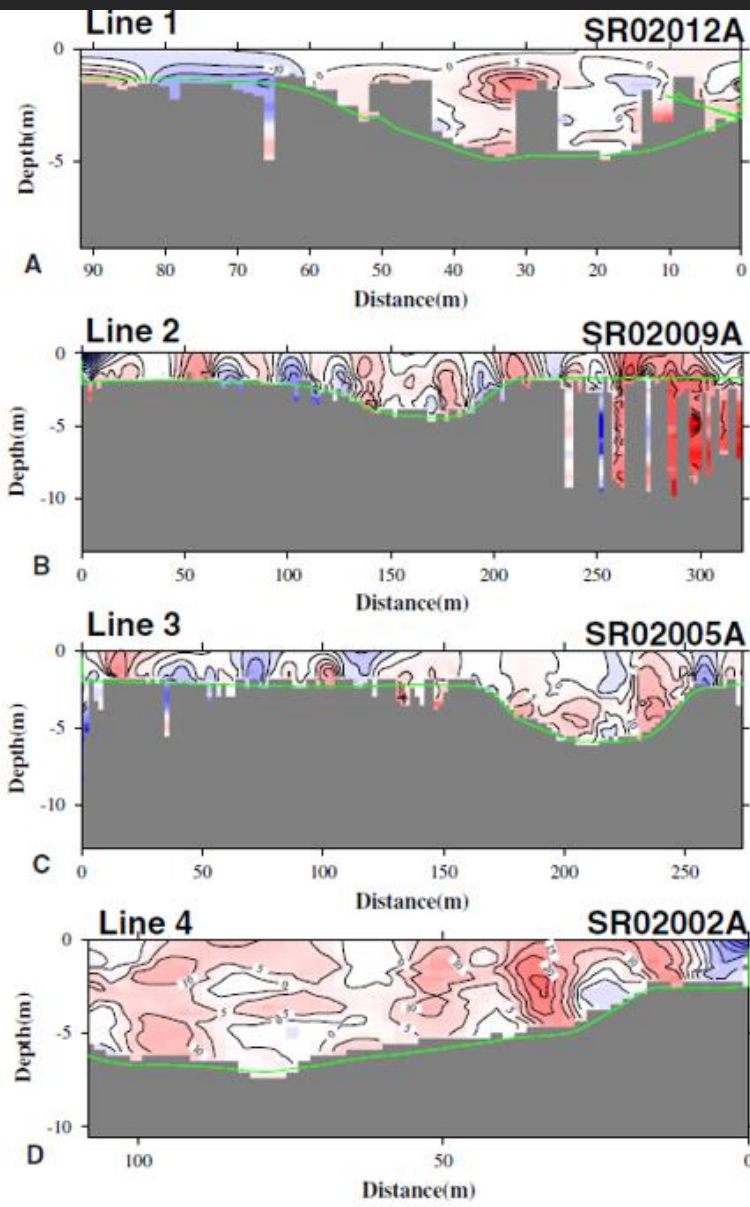 Line 1 SR02012A
0
-5
Depth(m)
A
90 80 70 60 50 40 30 20 10 0
Distance(m)
Line 2 SR02009A
0
-5
-10
Depth(m)
B
0 50 100 150 200 250 300
Distance(m)
Line 3 SR02005A
0
-5
-10
Depth(m)
C
0 50 100 150 200 250
Distance(m)
Line 4 SR02002A
0
-5
-10
Depth(m)
D
100 50 0
Distance(m)